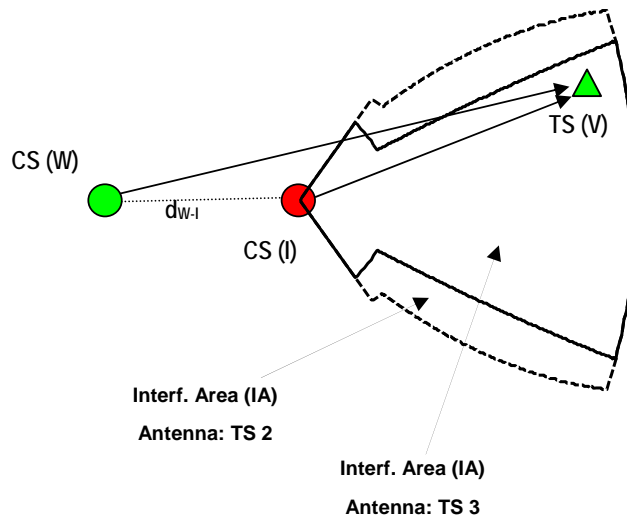 TS (V)
CS (W)
dW-I
CS (I)
Interf. Area (IA)
Antenna: TS 2
Interf. Area (IA)
Antenna: TS 3